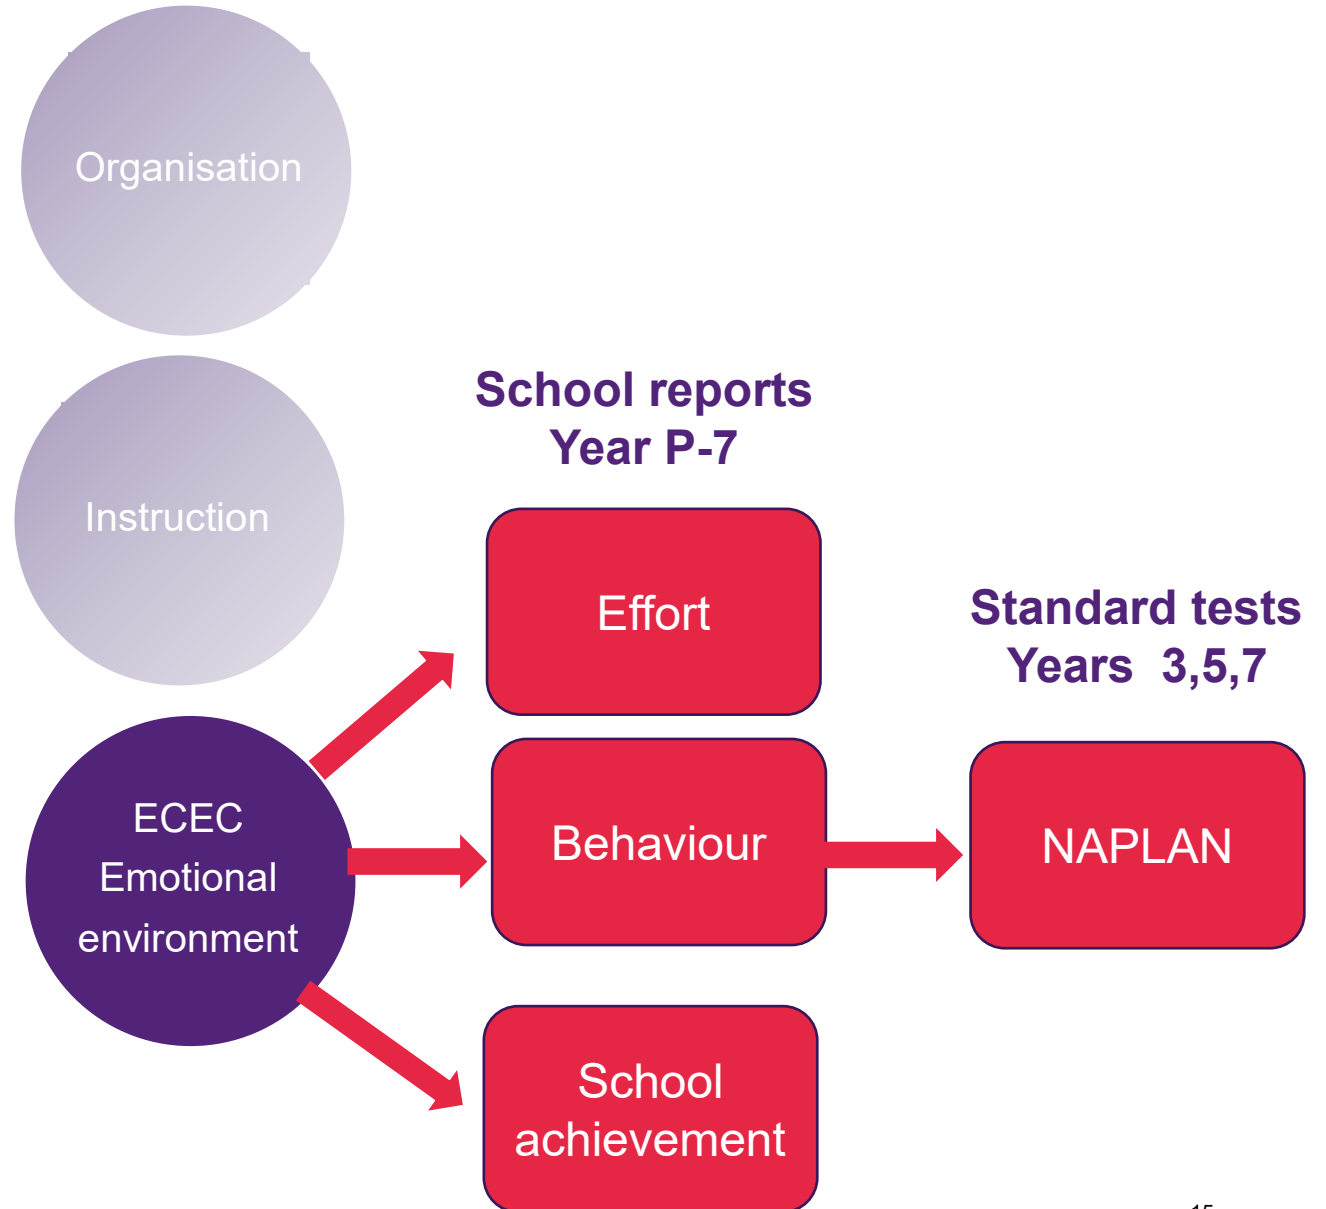 Organisation
Instruction
School reports
Year P-7
Effort
Standard tests
Years 3,5,7
ECEC
Emotional
environment
Behaviour
NAPLAN
School
achievement